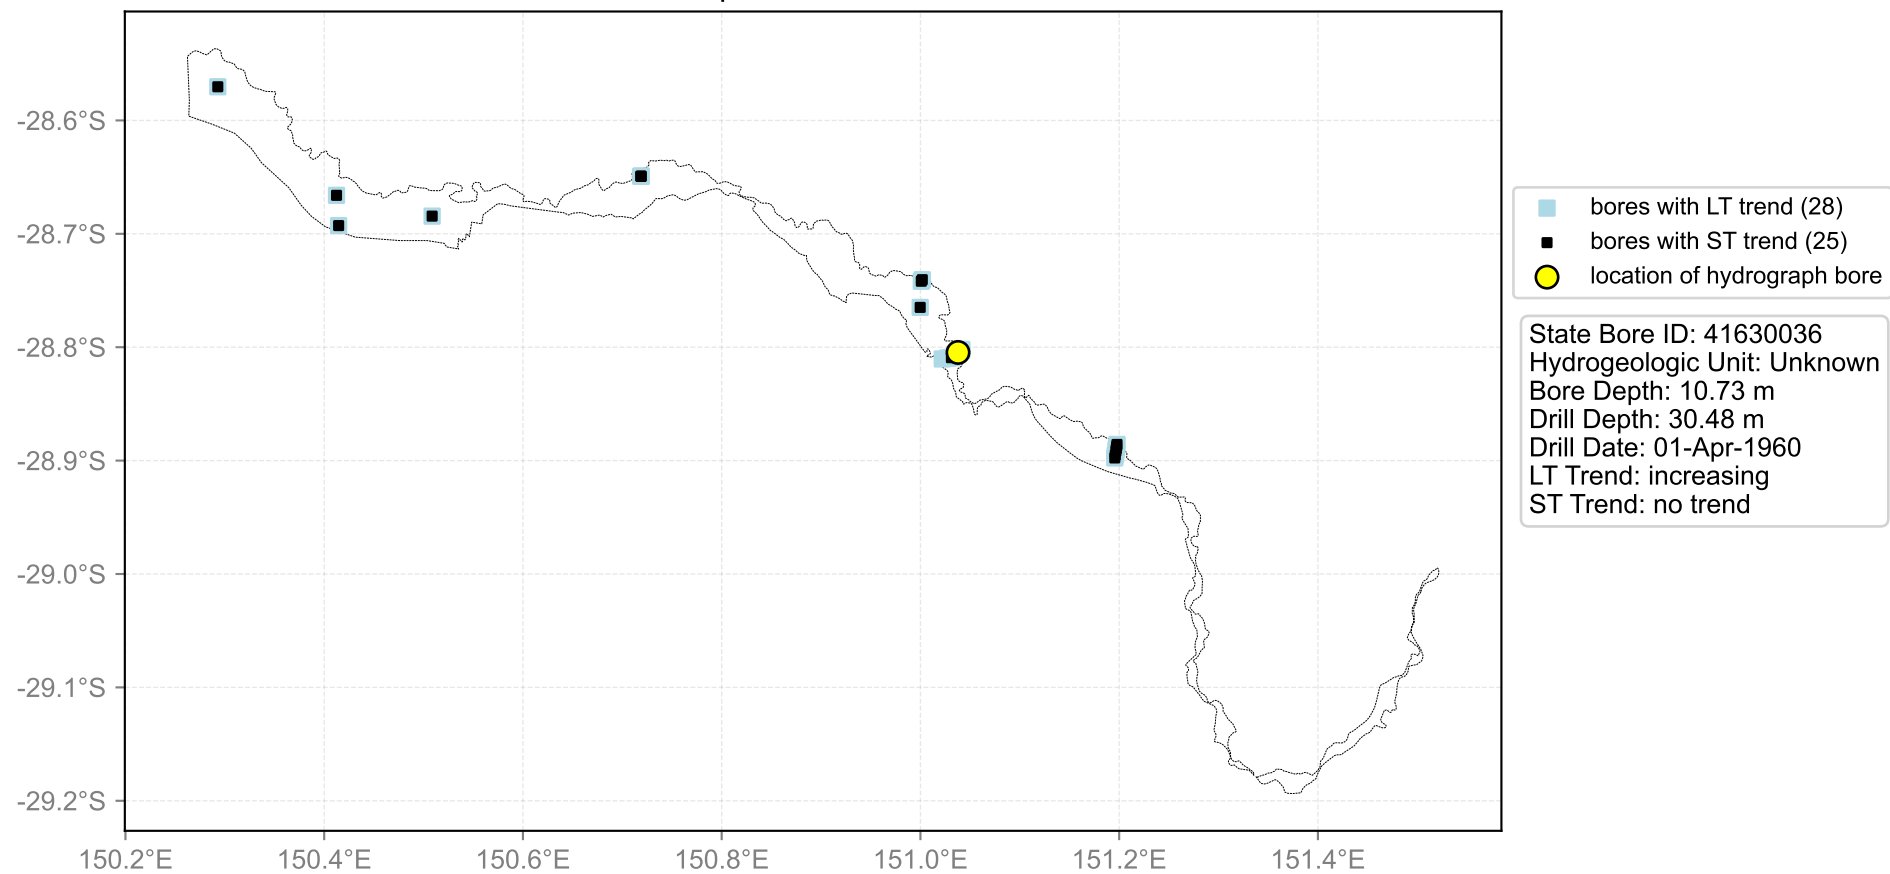 -28.6°S
-28.7°S
-28.8°S
-28.9°S
-29.0°S
-29.1°S
-29.2°S
150.2°E 150.4°E 150.6°E 150.8°E 151.0°E 151.2°E 151.4°E
bores with LT trend (28)
bores with ST trend (25)
location of hydrograph bore
State Bore ID: 41630036
Hydrogeologic Unit: Unknown
Bore Depth: 10.73 m
Drill Depth: 30.48 m
Drill Date: 01-Apr-1960
LT Trend: increasing
ST Trend: no trend